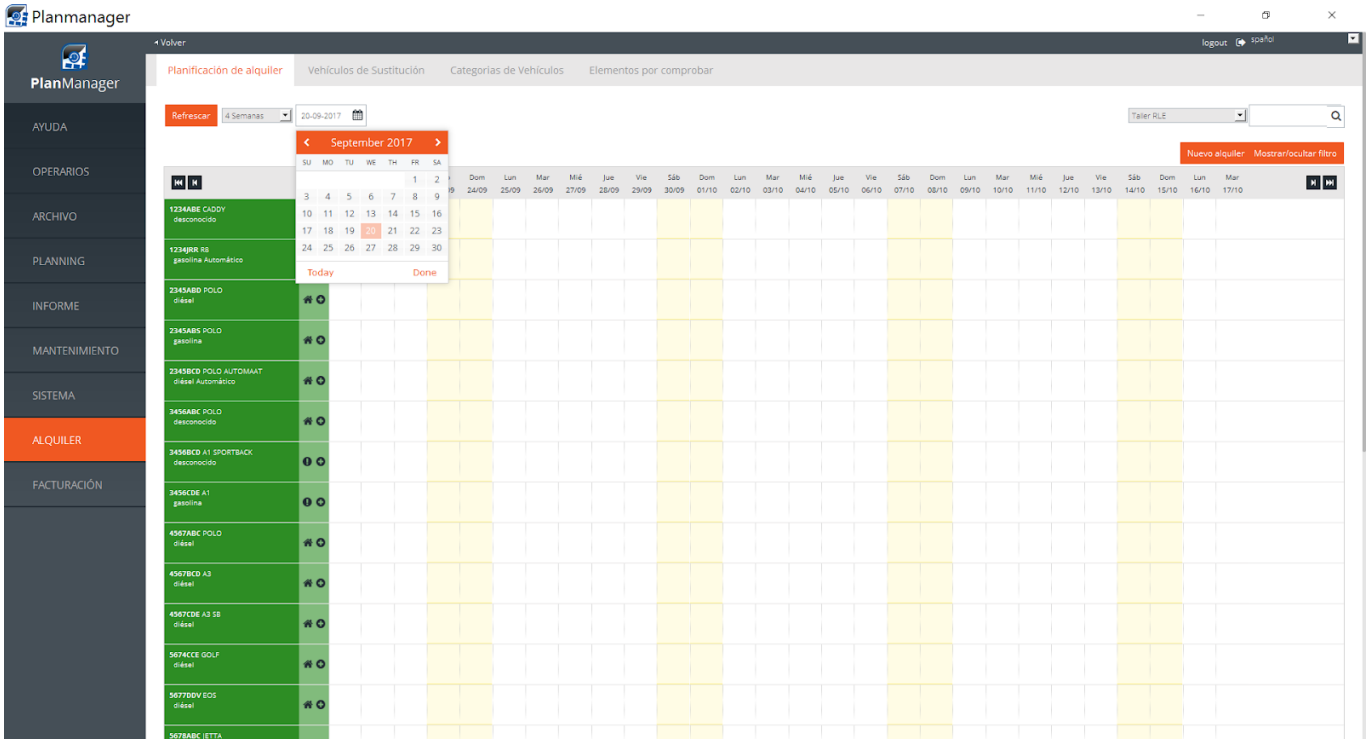 Planmanager
Volver
logout spañol
PlanManager
Planificación de alquiler Vehículos de Sustitución Categorias de Vehículos Elementos por comprobar
AYUDA
OPERARIOS
ARCHIVO
PLANNING
INFORME
MANTENIMIENTO
SISTEMA
ALQUILER
FACTURACIÓN
Refrescar 4 Semanas 20-09-2017 Taller RLE
Nuevo alquiler Mostrar/ocultar filtro
September 2017
SU MO TU WE TH FR SA
1 2
3 4 5 6 7 8 9
10 11 12 13 14 15 16
17 18 19 20 21 22 23
24 25 26 27 28 29 30
Today Done
Dom Lun Mar Mié Jue Vie Sáb Dom Lun Mar Mié Jue Vie Sáb Dom Lun Mar Mié Jue Vie Sáb Dom Lun Mar
09 24/09 25/09 26/09 27/09 28/09 29/09 30/09 01/10 02/10 03/10 04/10 05/10 06/10 07/10 08/10 09/10 10/10 11/10 12/10 13/10 14/10 15/10 16/10 17/10
1234ABE CADDY
desconocido
1234JRR R8
gasolina Automático
2345ABD POLO
diésel
2345ABS POLO
gasolina
2345BCD POLO AUTOMAAT
diésel Automático
3456ABC POLO
desconocido
3456BCD A1 SPORTBACK
desconocido
3456CDE A1
gasolina
4567ABC POLO
diésel
4567BCD A3
diésel
4567CDE A3 SB
diésel
5674CCE GOLF
diésel
5677DDV EOS
diésel
5678ABC JETTA